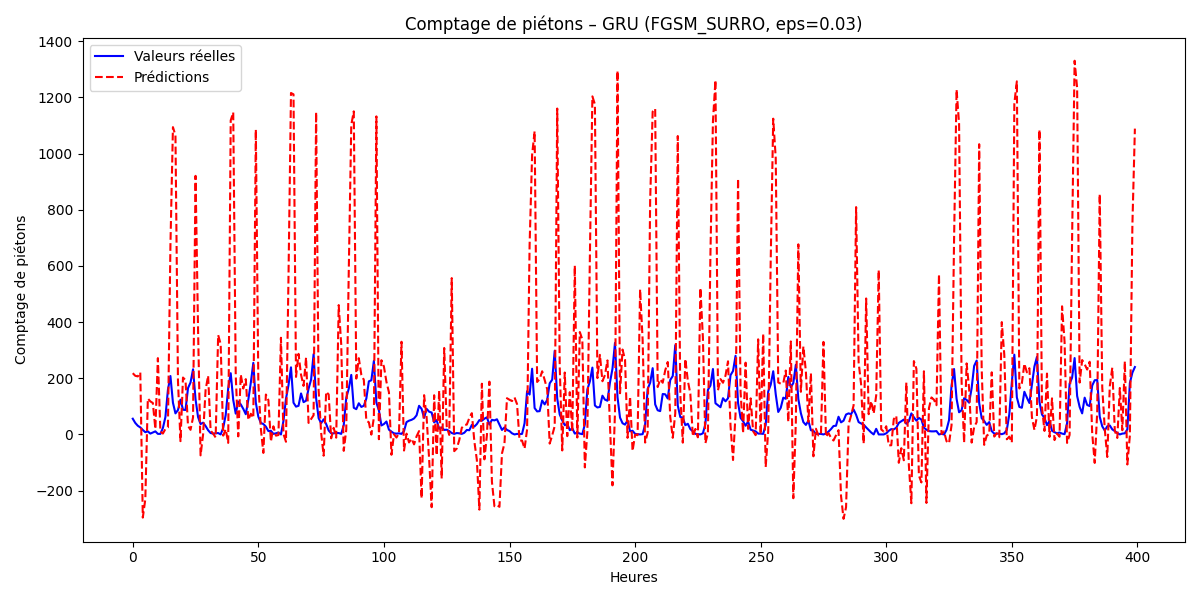 Comptage de piétons – GRU (FGSM_SURRO, eps=0.03)
Valeurs réelles
Prédictions
Comptage de piétons
1400
1200
1000
800
600
400
200
0
−200
0 50 100 150 200 250 300 350 400
Heures